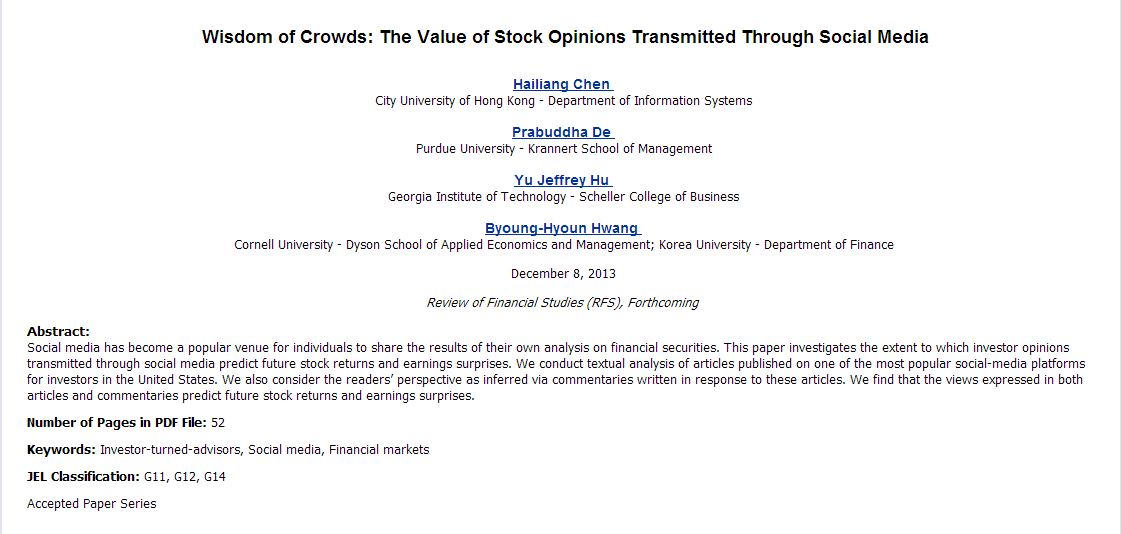 Wisdom of Crowds: The Value of Stock Opinions Transmitted Through Social Media
Hailiang Chen
City University of Hong Kong - Department of Information Systems
Prabuddha De
Purdue University - Krannert School of Management
Yu Jeffrey Hu
Georgia Institute of Technology - Scheller College of Business
Byoung-Hyoun Hwang
Cornell University - Dyson School of Applied Economics and Management; Korea University - Department of Finance
December 8, 2013
Review of Financial Studies (RFS), Forthcoming
Abstract:
Social media has become a popular venue for individuals to share the results of their own analysis on financial securities. This paper investigates the extent to which investor opinions
transmitted through social media predict future stock returns and earnings surprises. We conduct textual analysis of articles published on one of the most popular social-media platforms
for investors in the United States. We also consider the readers' perspective as inferred via commentaries written in response to these articles. We find that the views expressed in both
articles and commentaries predict future stock returns and earnings surprises.
Number of Pages in PDF File: 52
Keywords: Investor-turned-advisors, Social media, Financial markets
JEL Classification: G11, G12, G14
Accepted Paper Series